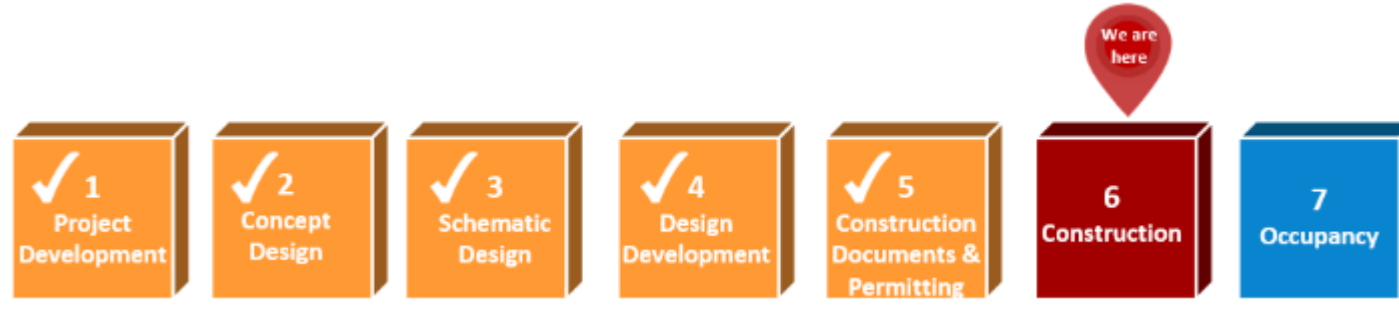 We are
here
1
Project
Development
2
Concept
Design
3
Schematic
Design
4
Design
Development
5
Construction
Documents &
Permitting
6
Construction
7
Occupancy